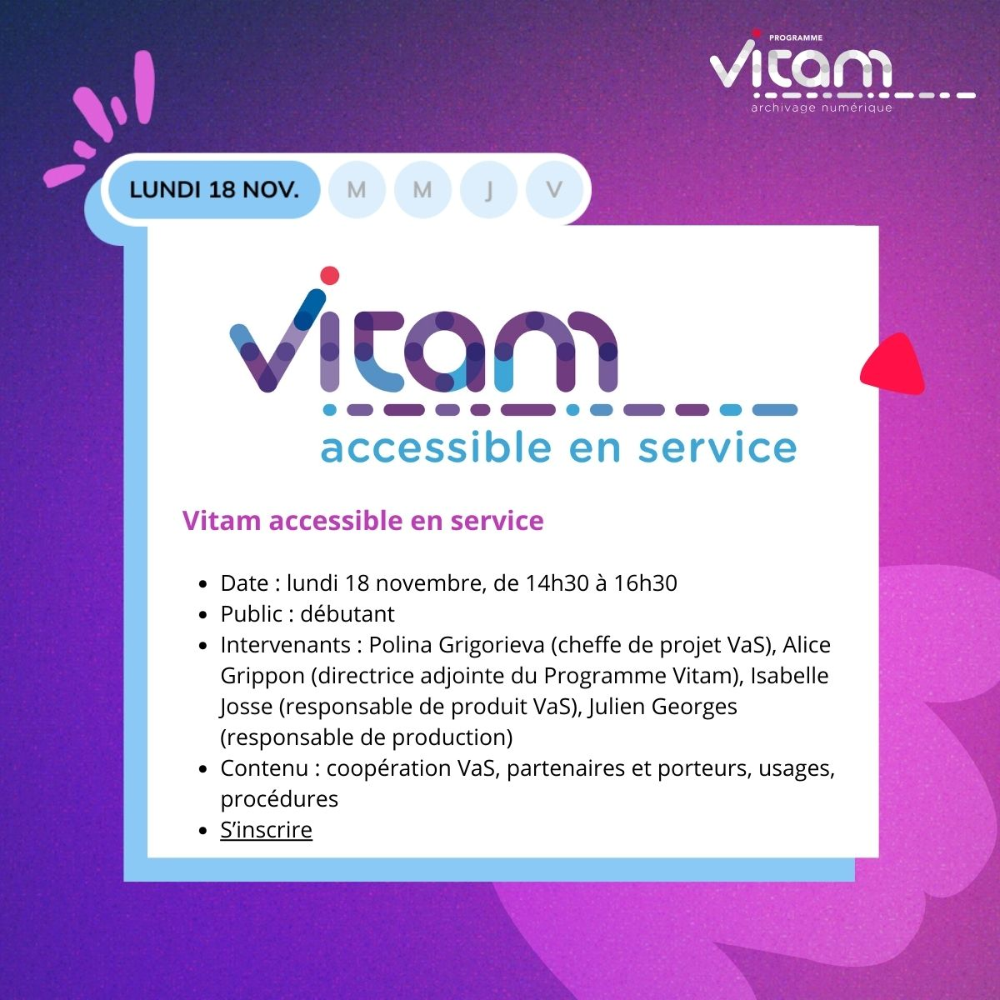 PROGRAMME
vitam
archivage numérique
LUNDI 18 NOV. M M J V
vitam
accessible en service
Vitam accessible en service
• Date : lundi 18 novembre, de 14h30 à 16h30
• Public : débutant
• Intervenants : Polina Grigorieva (cheffe de projet VaS), Alice
Grippon (directrice adjointe du Programme Vitam), Isabelle
Josse (responsable de produit VaS), Julien Georges
(responsable de production)
• Contenu : coopération VaS, partenaires et porteurs, usages,
procédures
• S’inscrire